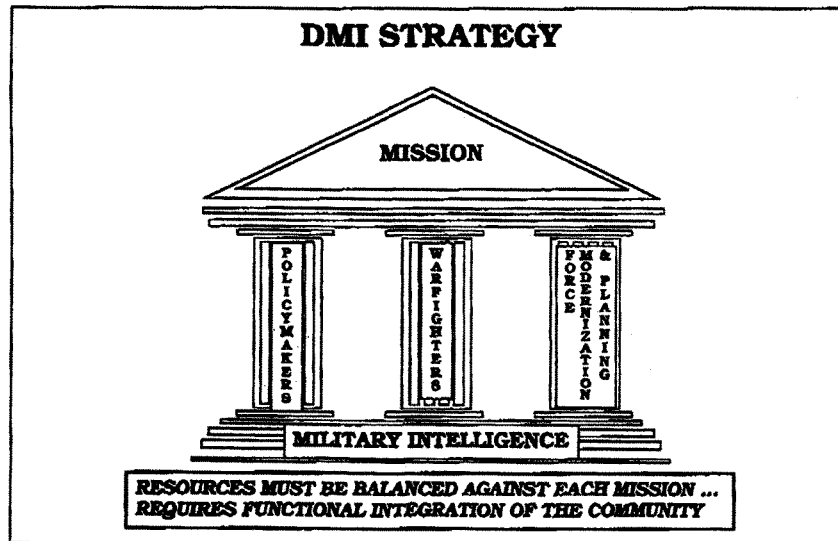 DMI STRATEGY
MISSION
POLICYMAKERS
WARFIGHTERS
FORCE
MODERNIZATION
& PLANNING
MILITARY INTELLIGENCE
RESOURCES MUST BE BALANCED AGAINST EACH MISSION ...
REQUIRES FUNCTIONAL INTEGRATION OF THE COMMUNITY